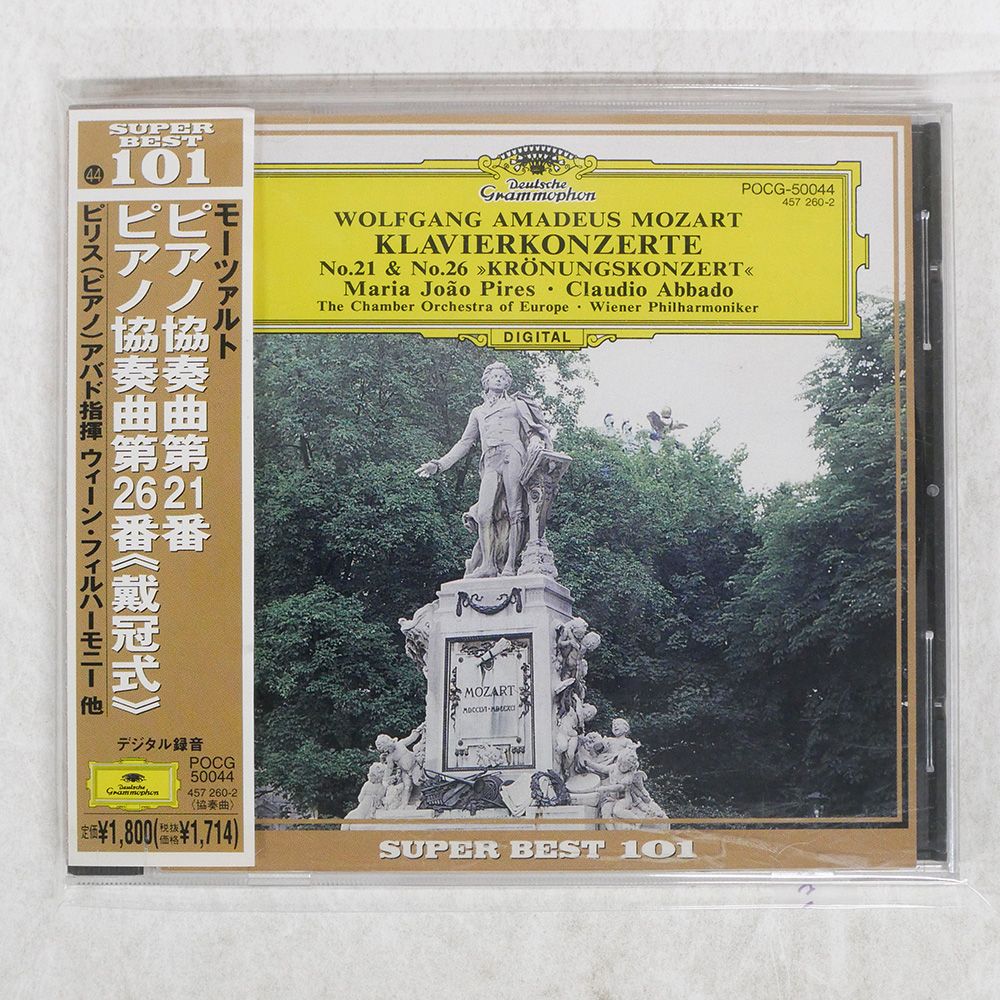 SUPER
BEST
101
44
モーツァルト
ピアノ協奏曲第21番
ピアノ協奏曲第26番《戴冠式》
ピリス(ピアノ)アバド指揮 ウィーン・フィルハーモニー 他
デジタル録音
Deutsche
Grammophon
POCG
50044
457 260-2
〈協奏曲〉
定価¥1,800(税抜価格¥1,714)
Deutsche
Grammophon
POCG-50044
457 260-2
WOLFGANG AMADEUS MOZART
KLAVIERKONZERTE
No.21 & No.26 »KRÖNUNGSKONZERT«
Maria João Pires · Claudio Abbado
The Chamber Orchestra of Europe · Wiener Philharmoniker
DIGITAL
MOZART
MDCCLVI·MDCCXCI
SUPER BEST 101